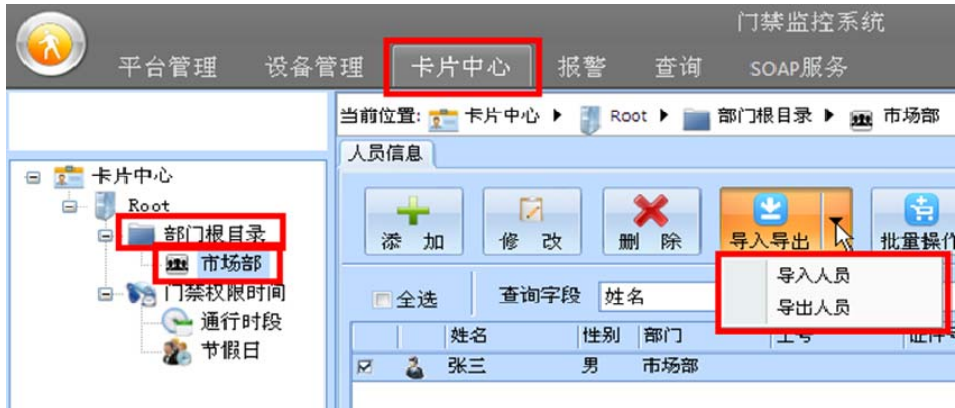 门禁监控系统
平台管理 设备管理 卡片中心 报警 查询 SOAP服务
当前位置: 卡片中心 Root 部门根目录 市场部
人员信息
卡片中心
Root
部门根目录
市场部
门禁权限时间
通行时段
节假日
添 加 修 改 删 除 导入导出 批量操作
导入人员
导出人员
全选 查询字段 姓名
姓名 性别 部门
张三 男 市场部